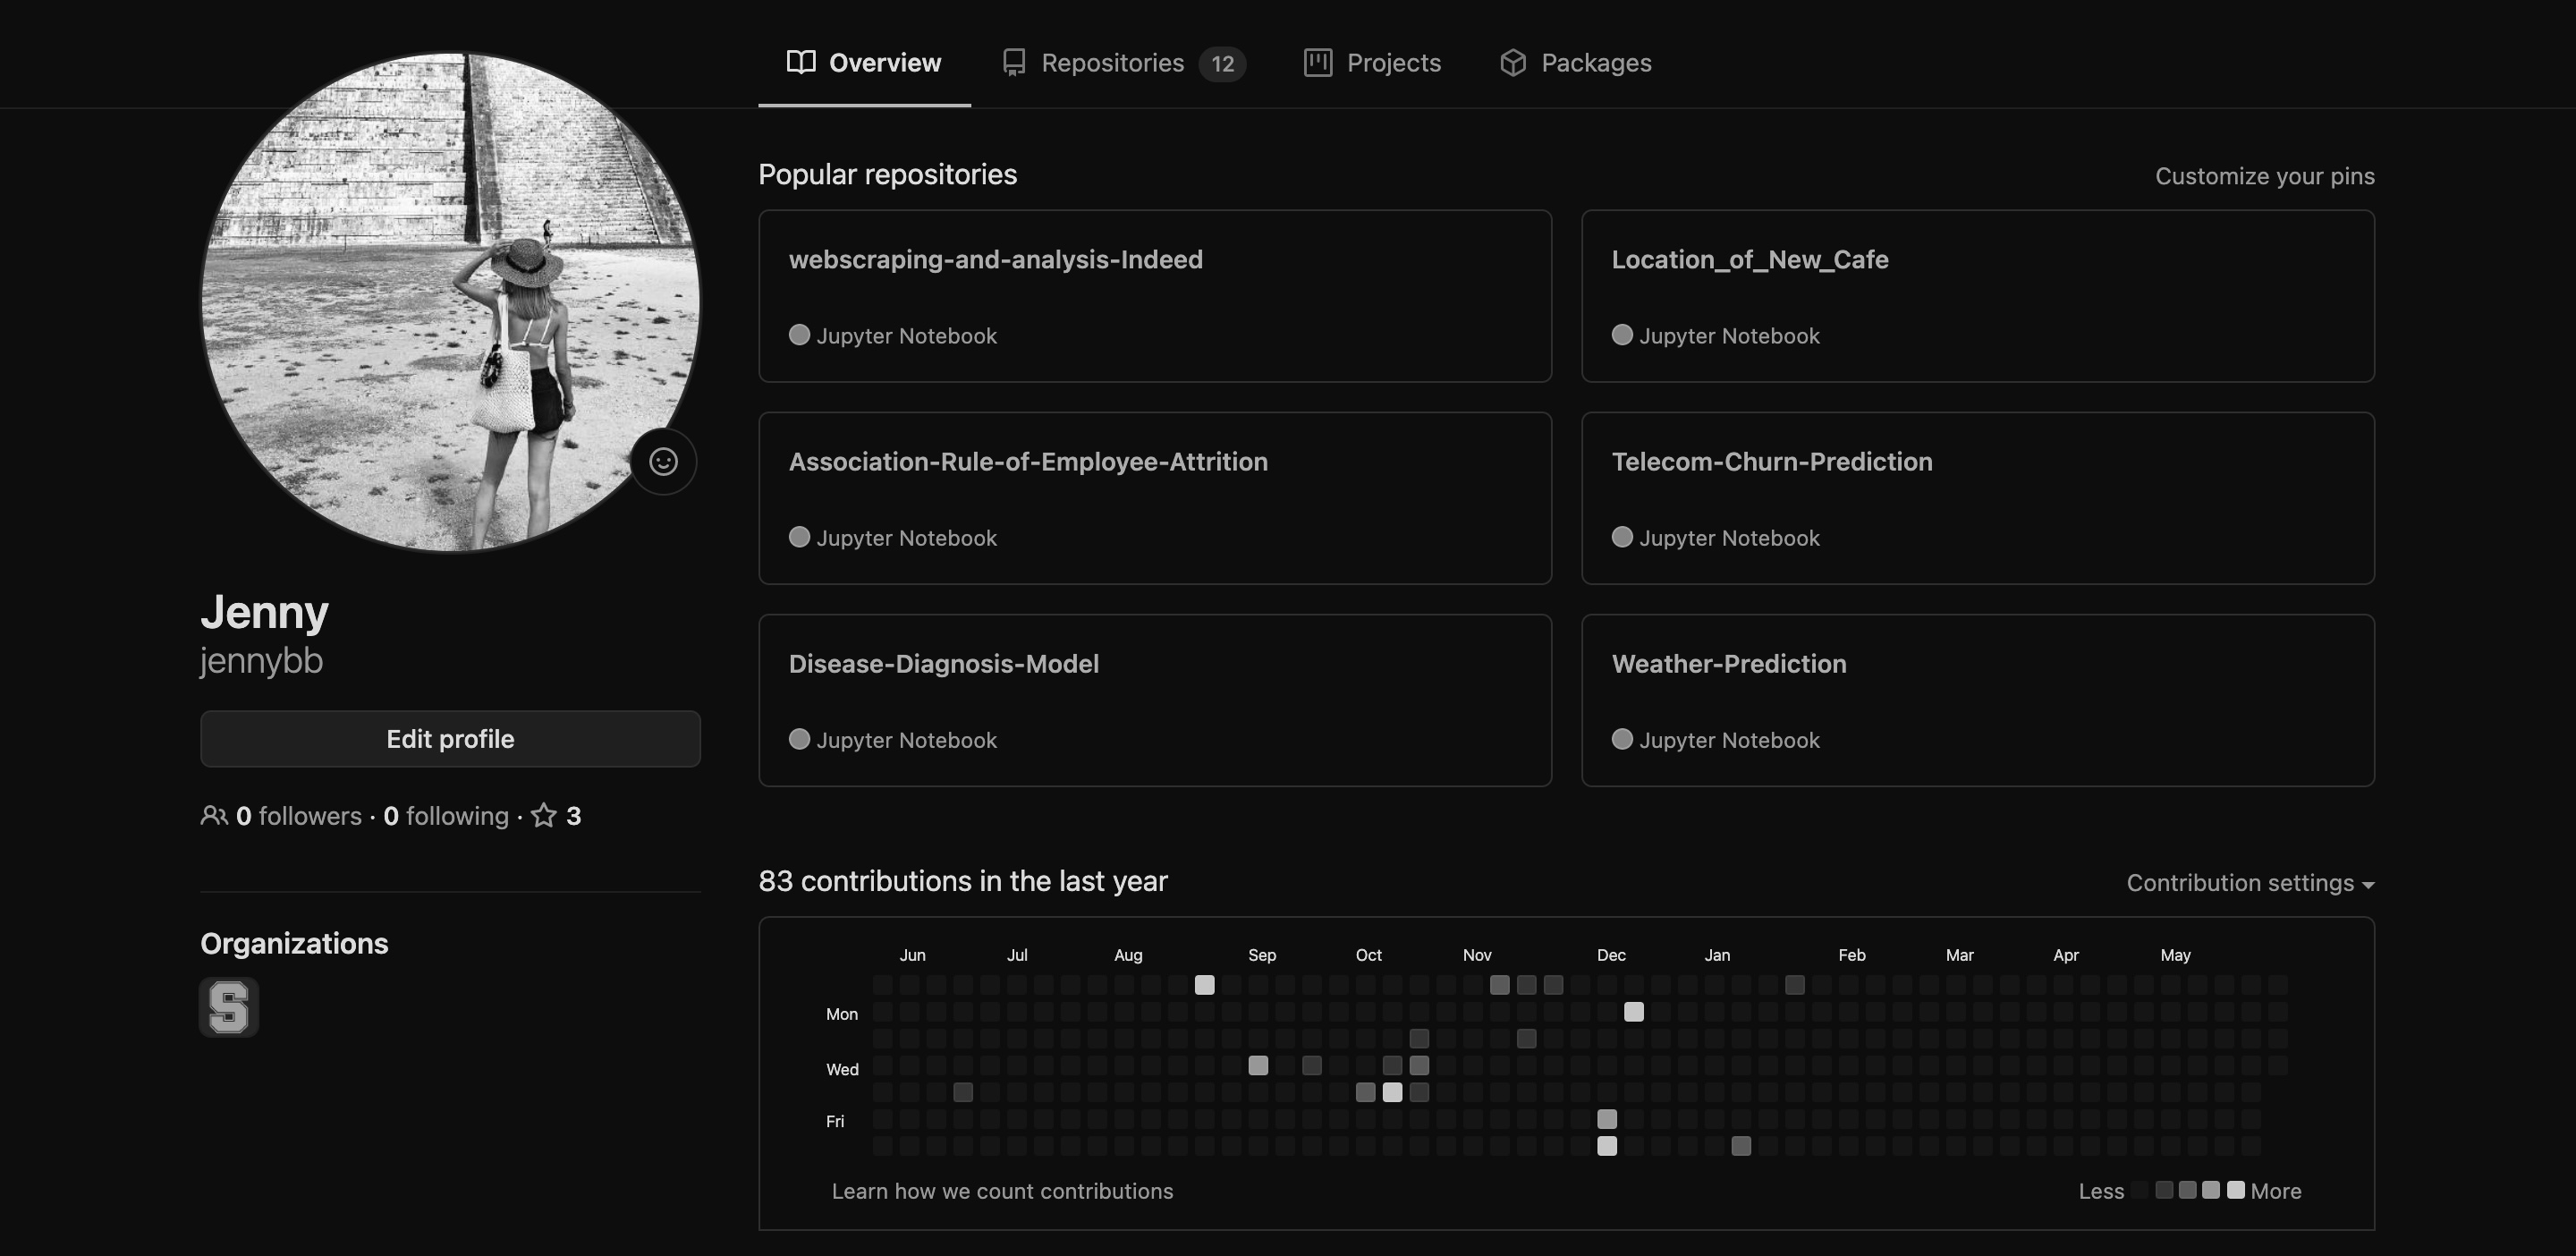 Overview
Repositories 12
Projects
Packages
Jenny
jennybb
Edit profile
0 followers · 0 following · 3
Organizations
S
Popular repositories
Customize your pins
webscraping-and-analysis-Indeed
Jupyter Notebook
Location_of_New_Cafe
Jupyter Notebook
Association-Rule-of-Employee-Attrition
Jupyter Notebook
Telecom-Churn-Prediction
Jupyter Notebook
Disease-Diagnosis-Model
Jupyter Notebook
Weather-Prediction
Jupyter Notebook
83 contributions in the last year
Contribution settings
Jun Jul Aug Sep Oct Nov Dec Jan Feb Mar Apr May
Mon
Wed
Fri
Learn how we count contributions
Less More